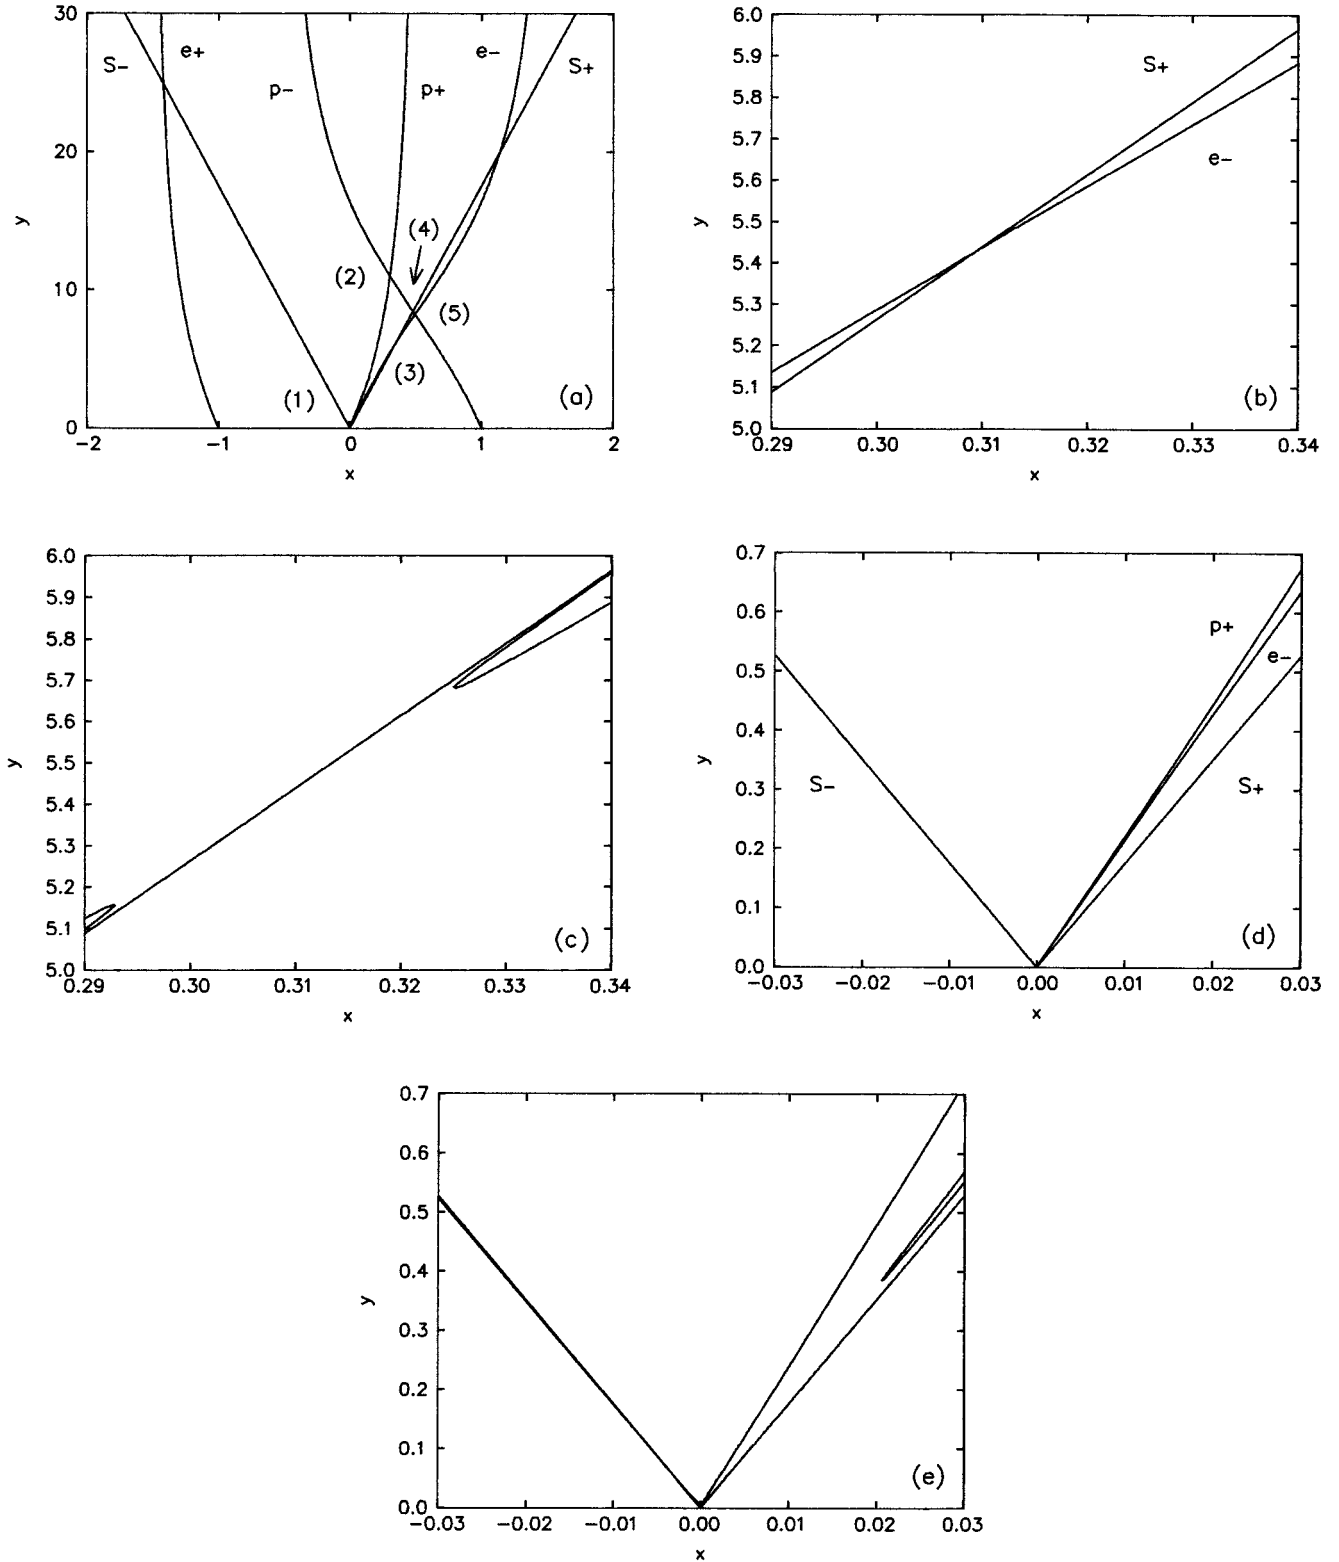 30
20
10
0
y
S−
e+
p−
p+
e−
S+
(4)
(2)
(5)
(3)
(1)
(a)
−2
−1
0
1
2
x
6.0
5.9
5.8
5.7
5.6
5.5
5.4
5.3
5.2
5.1
5.0
y
S+
e−
(b)
0.29
0.30
0.31
0.32
0.33
0.34
x
6.0
5.9
5.8
5.7
5.6
5.5
5.4
5.3
5.2
5.1
5.0
y
(c)
0.29
0.30
0.31
0.32
0.33
0.34
x
0.7
0.6
0.5
0.4
0.3
0.2
0.1
0.0
y
p+
e−
S−
S+
(d)
−0.03
−0.02
−0.01
0.00
0.01
0.02
0.03
x
0.7
0.6
0.5
0.4
0.3
0.2
0.1
0.0
y
(e)
−0.03
−0.02
−0.01
0.00
0.01
0.02
0.03
x